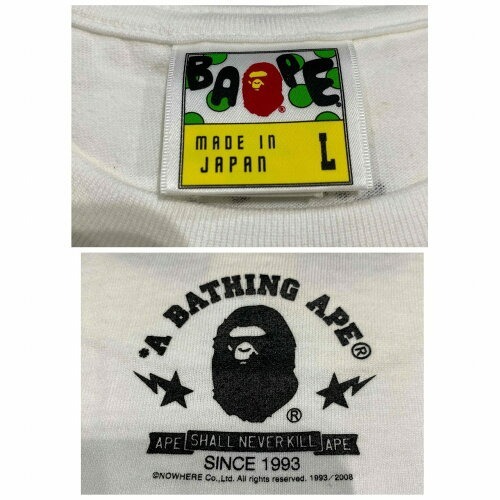 BAPE®
MADE IN
JAPAN
L
*A BATHING APE®
®
APE SHALL NEVER KILL APE
SINCE 1993
©NOWHERE Co.,Ltd. All rights reserved. 1993/2008